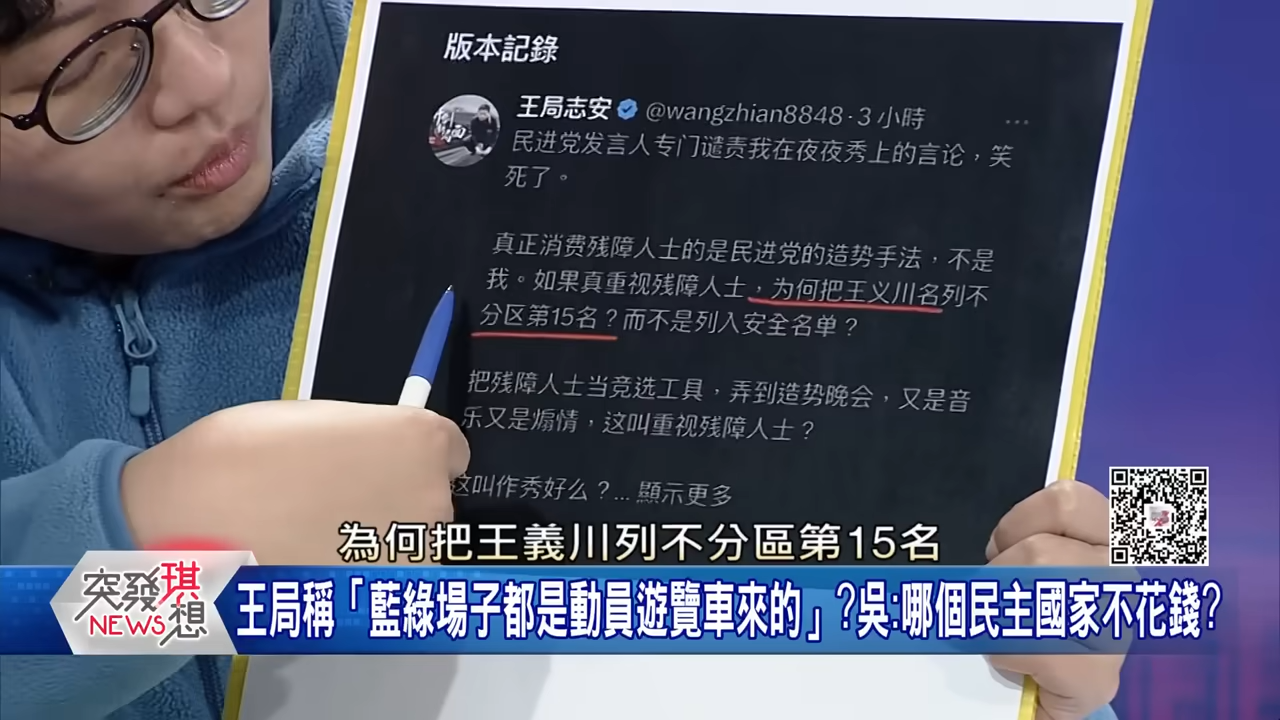 版本記錄
王局志安 @wangzhian8848·3 小時
民进党发言人专门谴责我在夜夜秀上的言论，笑
死了。
真正消费残障人士的是民进党的造势手法，不是
我。如果真重视残障人士，为何把王义川名列不
分区第15名？而不是列入安全名单？
把残障人士当竞选工具，弄到造势晚会，又是音
乐又是煽情，这叫重视残障人士？
这叫作秀好么？... 顯示更多
為何把王義川列不分區第15名
突發琪想
NEWS
王局稱「藍綠場子都是動員遊覽車來的」?吳:哪個民主國家不花錢?